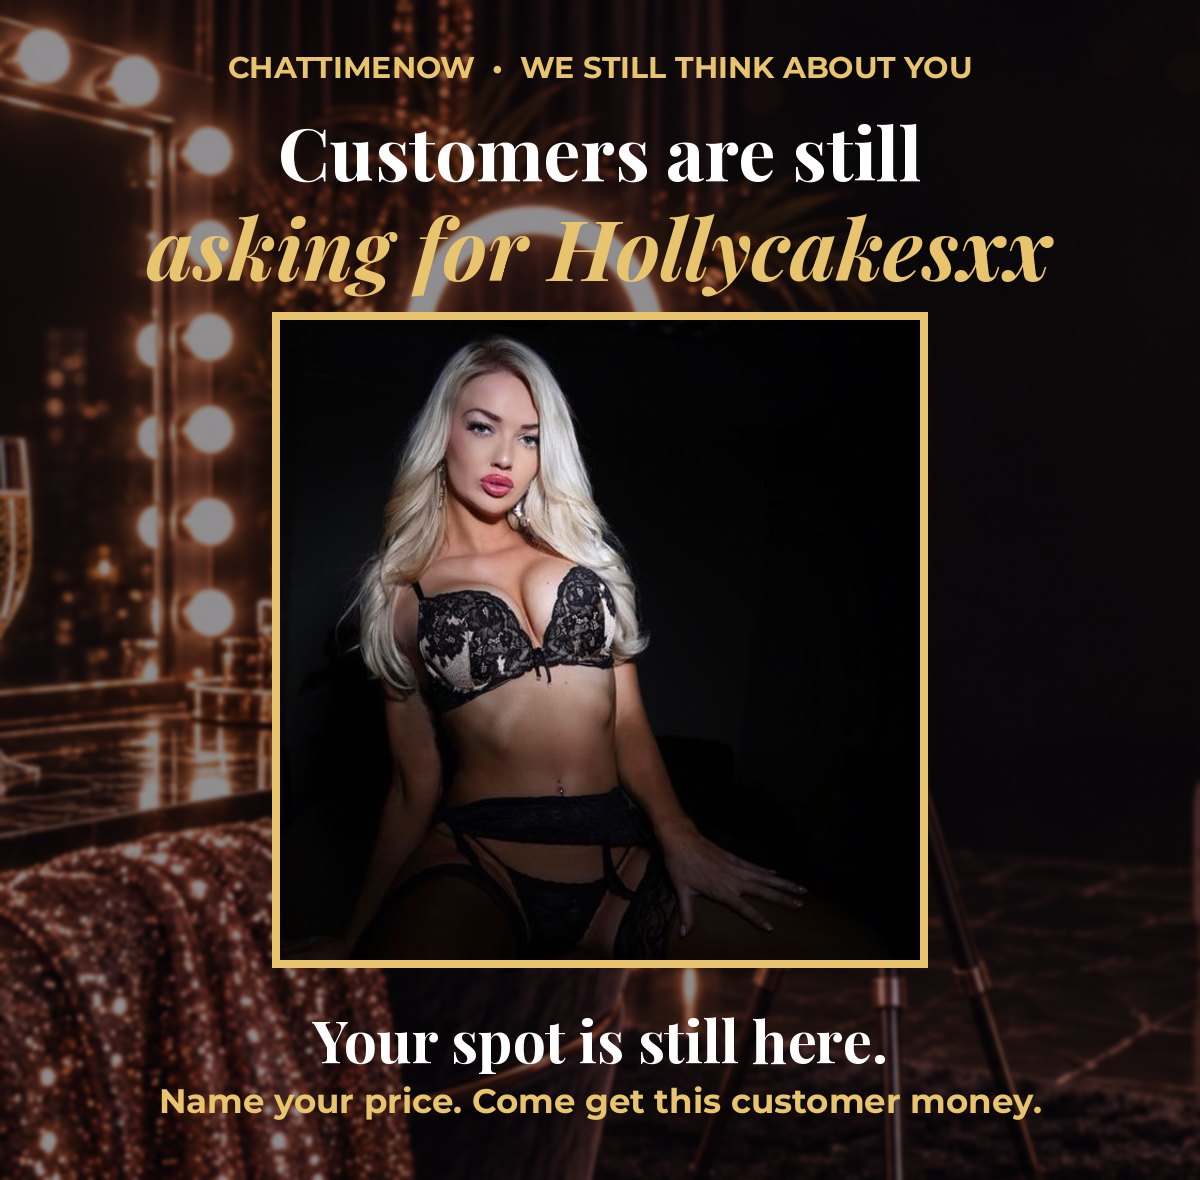 CHATTIMENOW • WE STILL THINK ABOUT YOU
Customers are still
asking for Hollycakesxx
Your spot is still here.
Name your price. Come get this customer money.